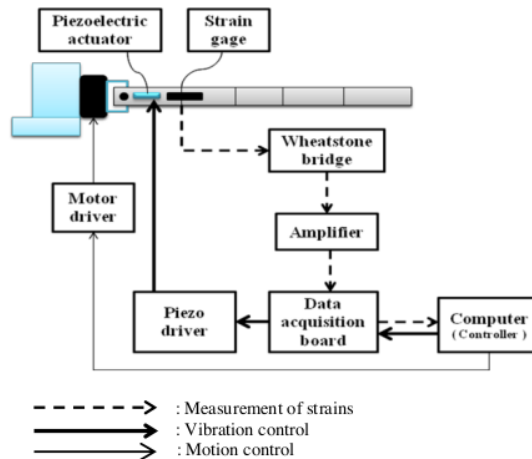 Piezoelectric
actuator
Strain
gage
Wheatstone
bridge
Motor
driver
Amplifier
Piezo
driver
Data
acquisition
board
Computer
( Controller )
: Measurement of strains
: Vibration control
: Motion control